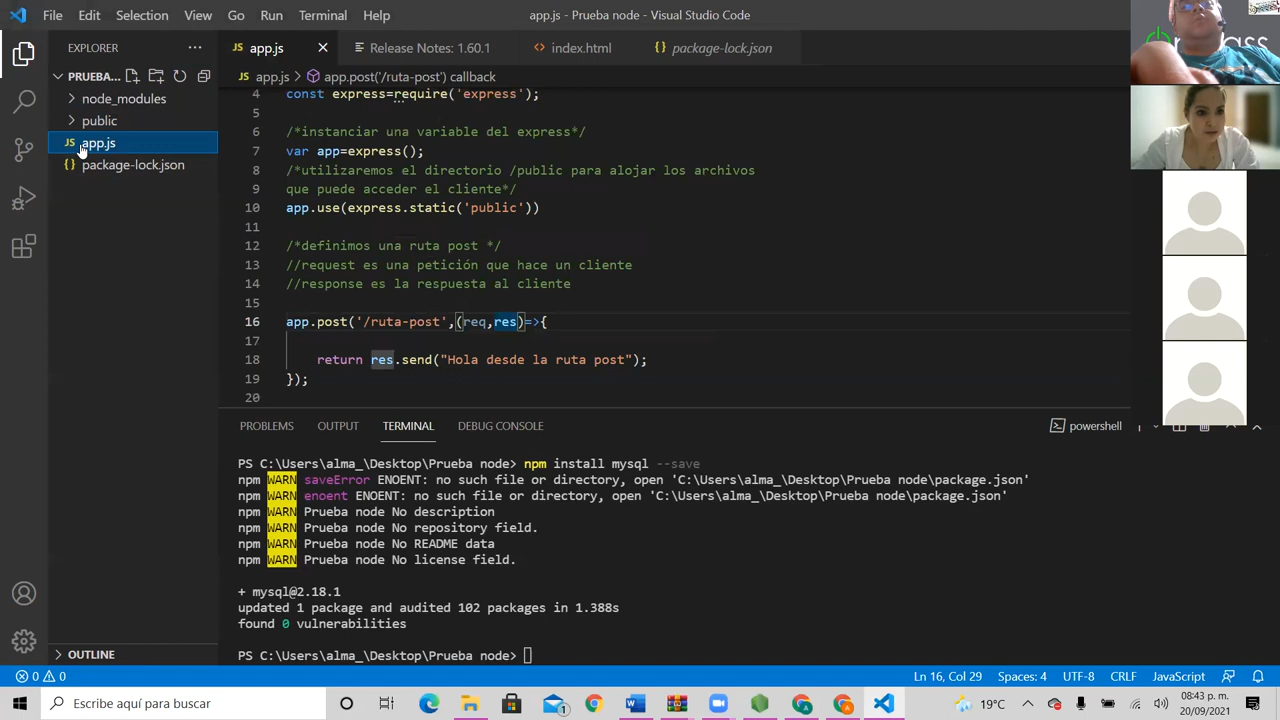 File Edit Selection View Go Run Terminal Help
app.js - Prueba node - Visual Studio Code
EXPLORER
PRUEBA...
node_modules
public
JS app.js
{} package-lock.json
OUTLINE
JS app.js
Release Notes: 1.60.1
<> index.html
{} package-lock.json
JS app.js > app.post('/ruta-post') callback
4 const express=require('express');
5
6 /*instanciar una variable del express*/
7 var app=express();
8 /*utilizaremos el directorio /public para alojar los archivos
9 que puede acceder el cliente*/
10 app.use(express.static('public'))
11
12 /*definimos una ruta post */
13 //request es una petición que hace un cliente
14 //response es la respuesta al cliente
15
16 app.post('/ruta-post',(req,res)=>{
17
18 return res.send("Hola desde la ruta post");
19 });
20
PROBLEMS OUTPUT TERMINAL DEBUG CONSOLE
powershell
PS C:\Users\alma_\Desktop\Prueba node> npm install mysql --save
npm WARN saveError ENOENT: no such file or directory, open 'C:\Users\alma_\Desktop\Prueba node\package.json'
npm WARN enoent ENOENT: no such file or directory, open 'C:\Users\alma_\Desktop\Prueba node\package.json'
npm WARN Prueba node No description
npm WARN Prueba node No repository field.
npm WARN Prueba node No README data
npm WARN Prueba node No license field.
+ mysql@2.18.1
updated 1 package and audited 102 packages in 1.388s
found 0 vulnerabilities
PS C:\Users\alma_\Desktop\Prueba node>
0 0
Ln 16, Col 29 Spaces: 4 UTF-8 CRLF JavaScript
Escribe aquí para buscar
19°C
08:43 p. m.
20/09/2021